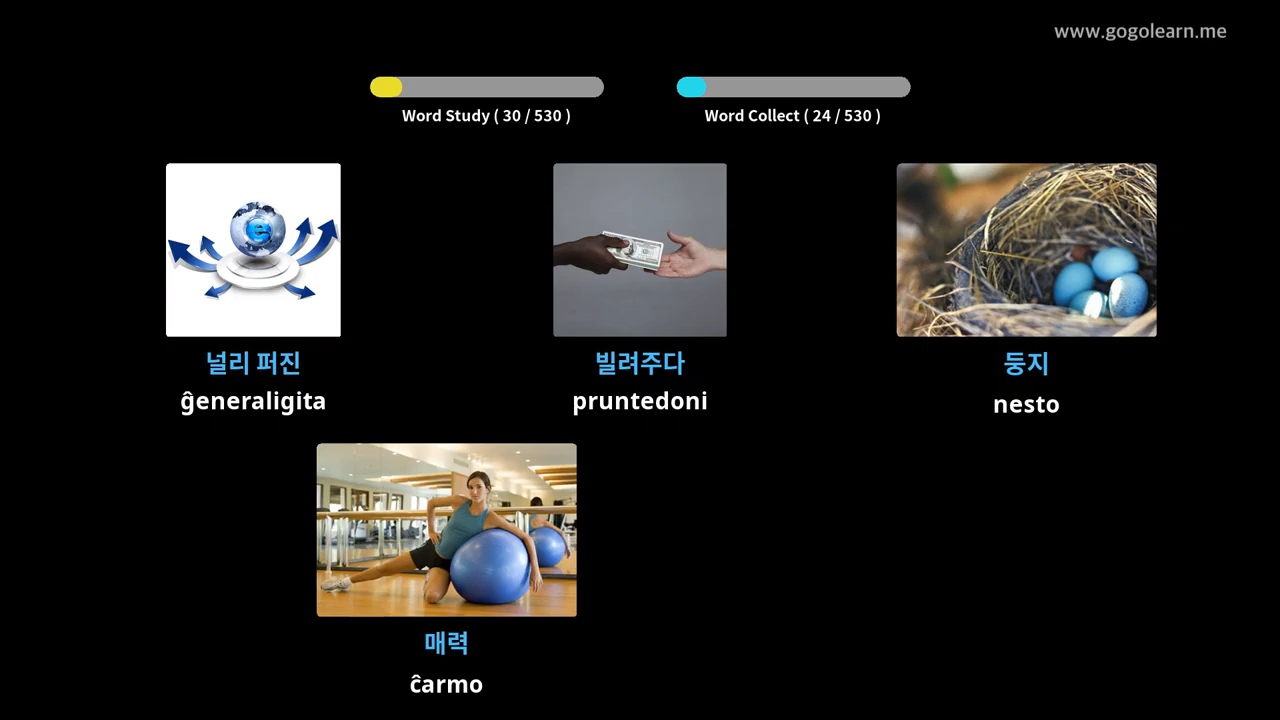 www.gogolearn.me
Word Study ( 30 / 530 )
Word Collect ( 24 / 530 )
널리 퍼진
ĝeneraligita
빌려주다
pruntedoni
둥지
nesto
매력
ĉarmo